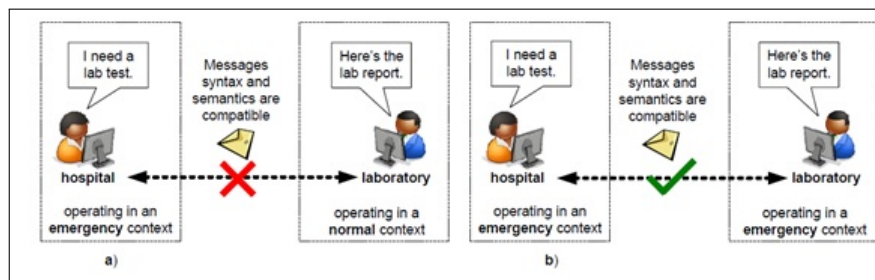 I need a
lab test.
Messages
syntax and
semantics are
compatible
Here's the
lab report.
hospital
laboratory
operating in an
emergency context
operating in a
normal context
a)
I need a
lab test.
Messages
syntax and
semantics are
compatible
Here's the
lab report.
hospital
laboratory
operating in an
emergency context
operating in a
emergency context
b)